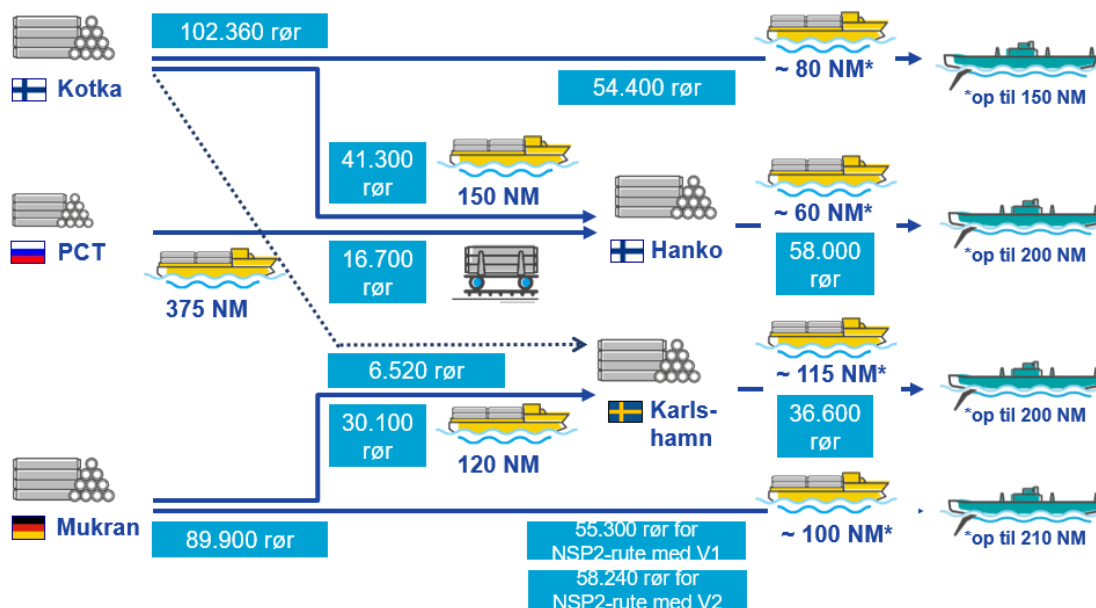 102.360 rør
Kotka
54.400 rør
~ 80 NM*
*op til 150 NM
41.300
rør
150 NM
PCT
375 NM
16.700
rør
Hanko
~ 60 NM*
58.000
rør
*op til 200 NM
6.520 rør
30.100
rør
120 NM
Karls-
hamn
~ 115 NM*
36.600
rør
*op til 200 NM
Mukran
89.900 rør
55.300 rør for
NSP2-rute med V1
58.240 rør for
NSP2-rute med V2
~ 100 NM*
*op til 210 NM